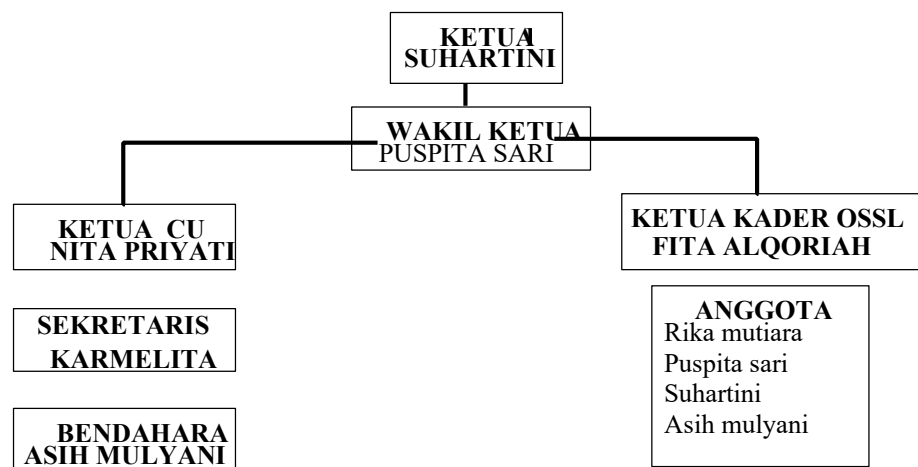 KETUA
SUHARTINI
WAKIL KETUA
PUSPITA SARI
KETUA CU
NITA PRIYATI
KETUA KADER OSSL
FITA ALQORIAH
SEKRETARIS
KARMELITA
ANGGOTA
Rika mutiara
Puspita sari
Suhartini
Asih mulyani
BENDAHARA
ASIH MULYANI